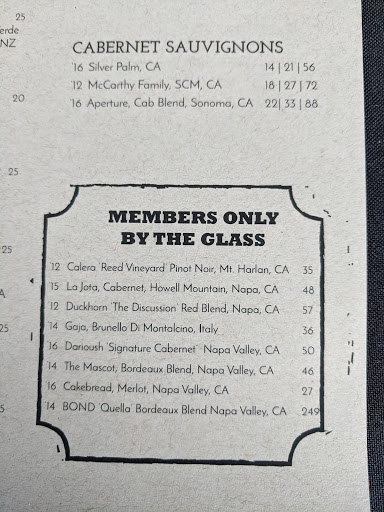 25
erde
NZ
20
25
25
A
25
5
CABERNET SAUVIGNONS
'16 Silver Palm, CA 14 | 21 | 56
'12 McCarthy Family, SCM, CA 18 | 27 | 72
'16 Aperture, Cab Blend, Sonoma, CA 22| 33 | 88
MEMBERS ONLY
BY THE GLASS
'12 Calera 'Reed Vineyard' Pinot Noir, Mt. Harlan, CA 35
'15 La Jota, Cabernet, Howell Mountain, Napa, CA 48
'12 Duckhorn 'The Discussion' Red Blend, Napa, CA 57
'14 Gaja, Brunello Di Montalcino, Italy 36
'16 Darioush 'Signature Cabernet' Napa Valley, CA 50
'14 The Mascot, Bordeaux Blend, Napa Valley, CA 46
'16 Cakebread, Merlot, Napa Valley, CA 27
'14 BOND 'Quella' Bordeaux Blend Napa Valley, CA 249